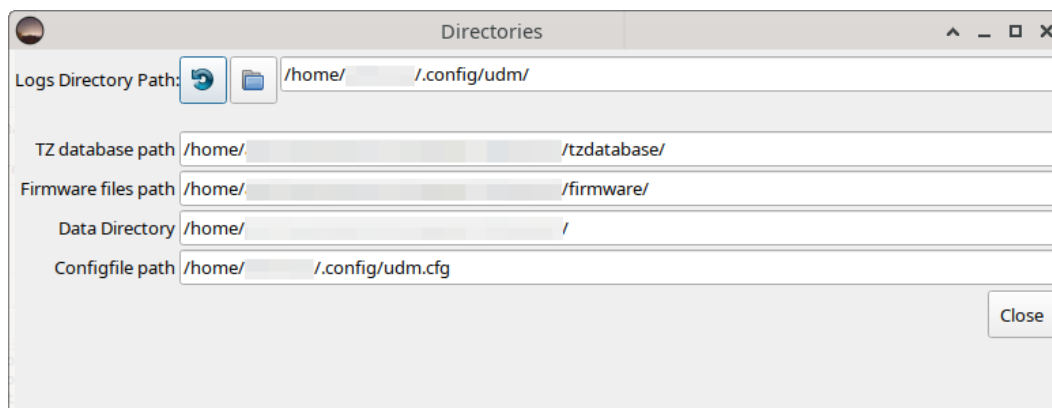 Directories
Logs Directory Path: /home/ /.config/udm/
TZ database path /home/ /tzdatabase/
Firmware files path /home/ /firmware/
Data Directory /home/ /
Configfile path /home/ /.config/udm.cfg
Close